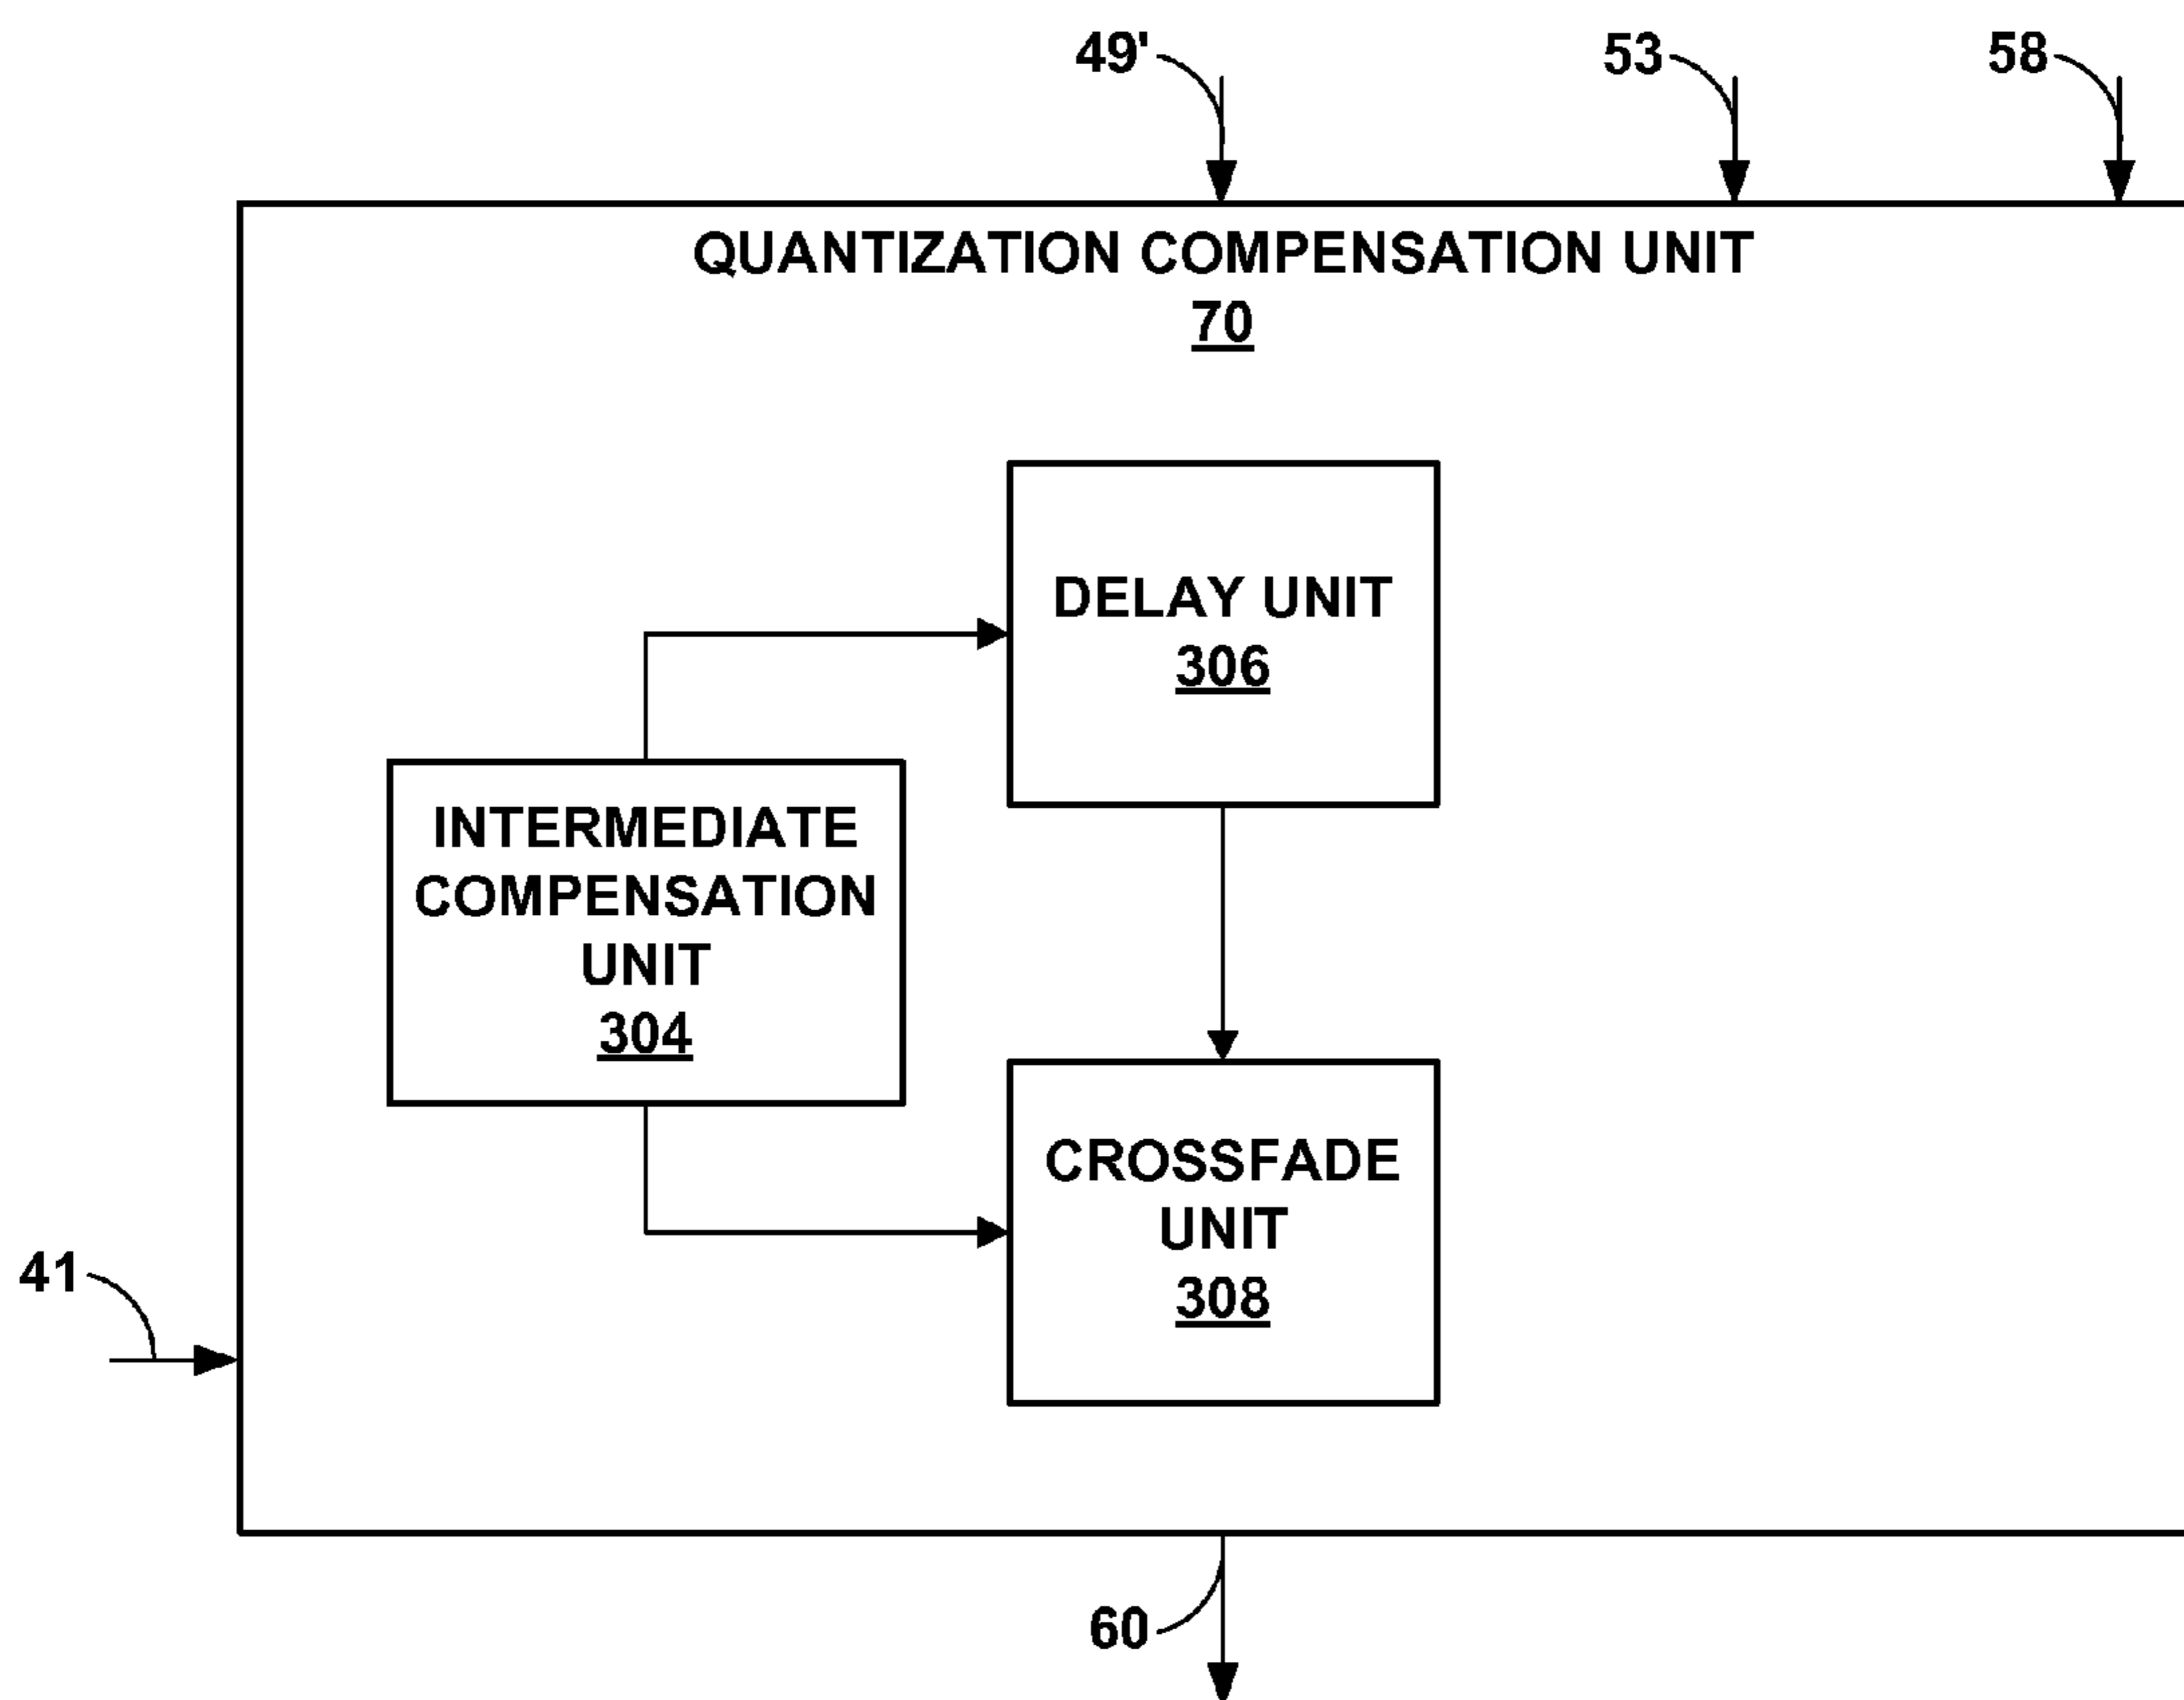 49'
53
58
QUANTIZATION COMPENSATION UNIT
70
DELAY UNIT
306
INTERMEDIATE
COMPENSATION
UNIT
304
CROSSFADE
UNIT
308
41
60